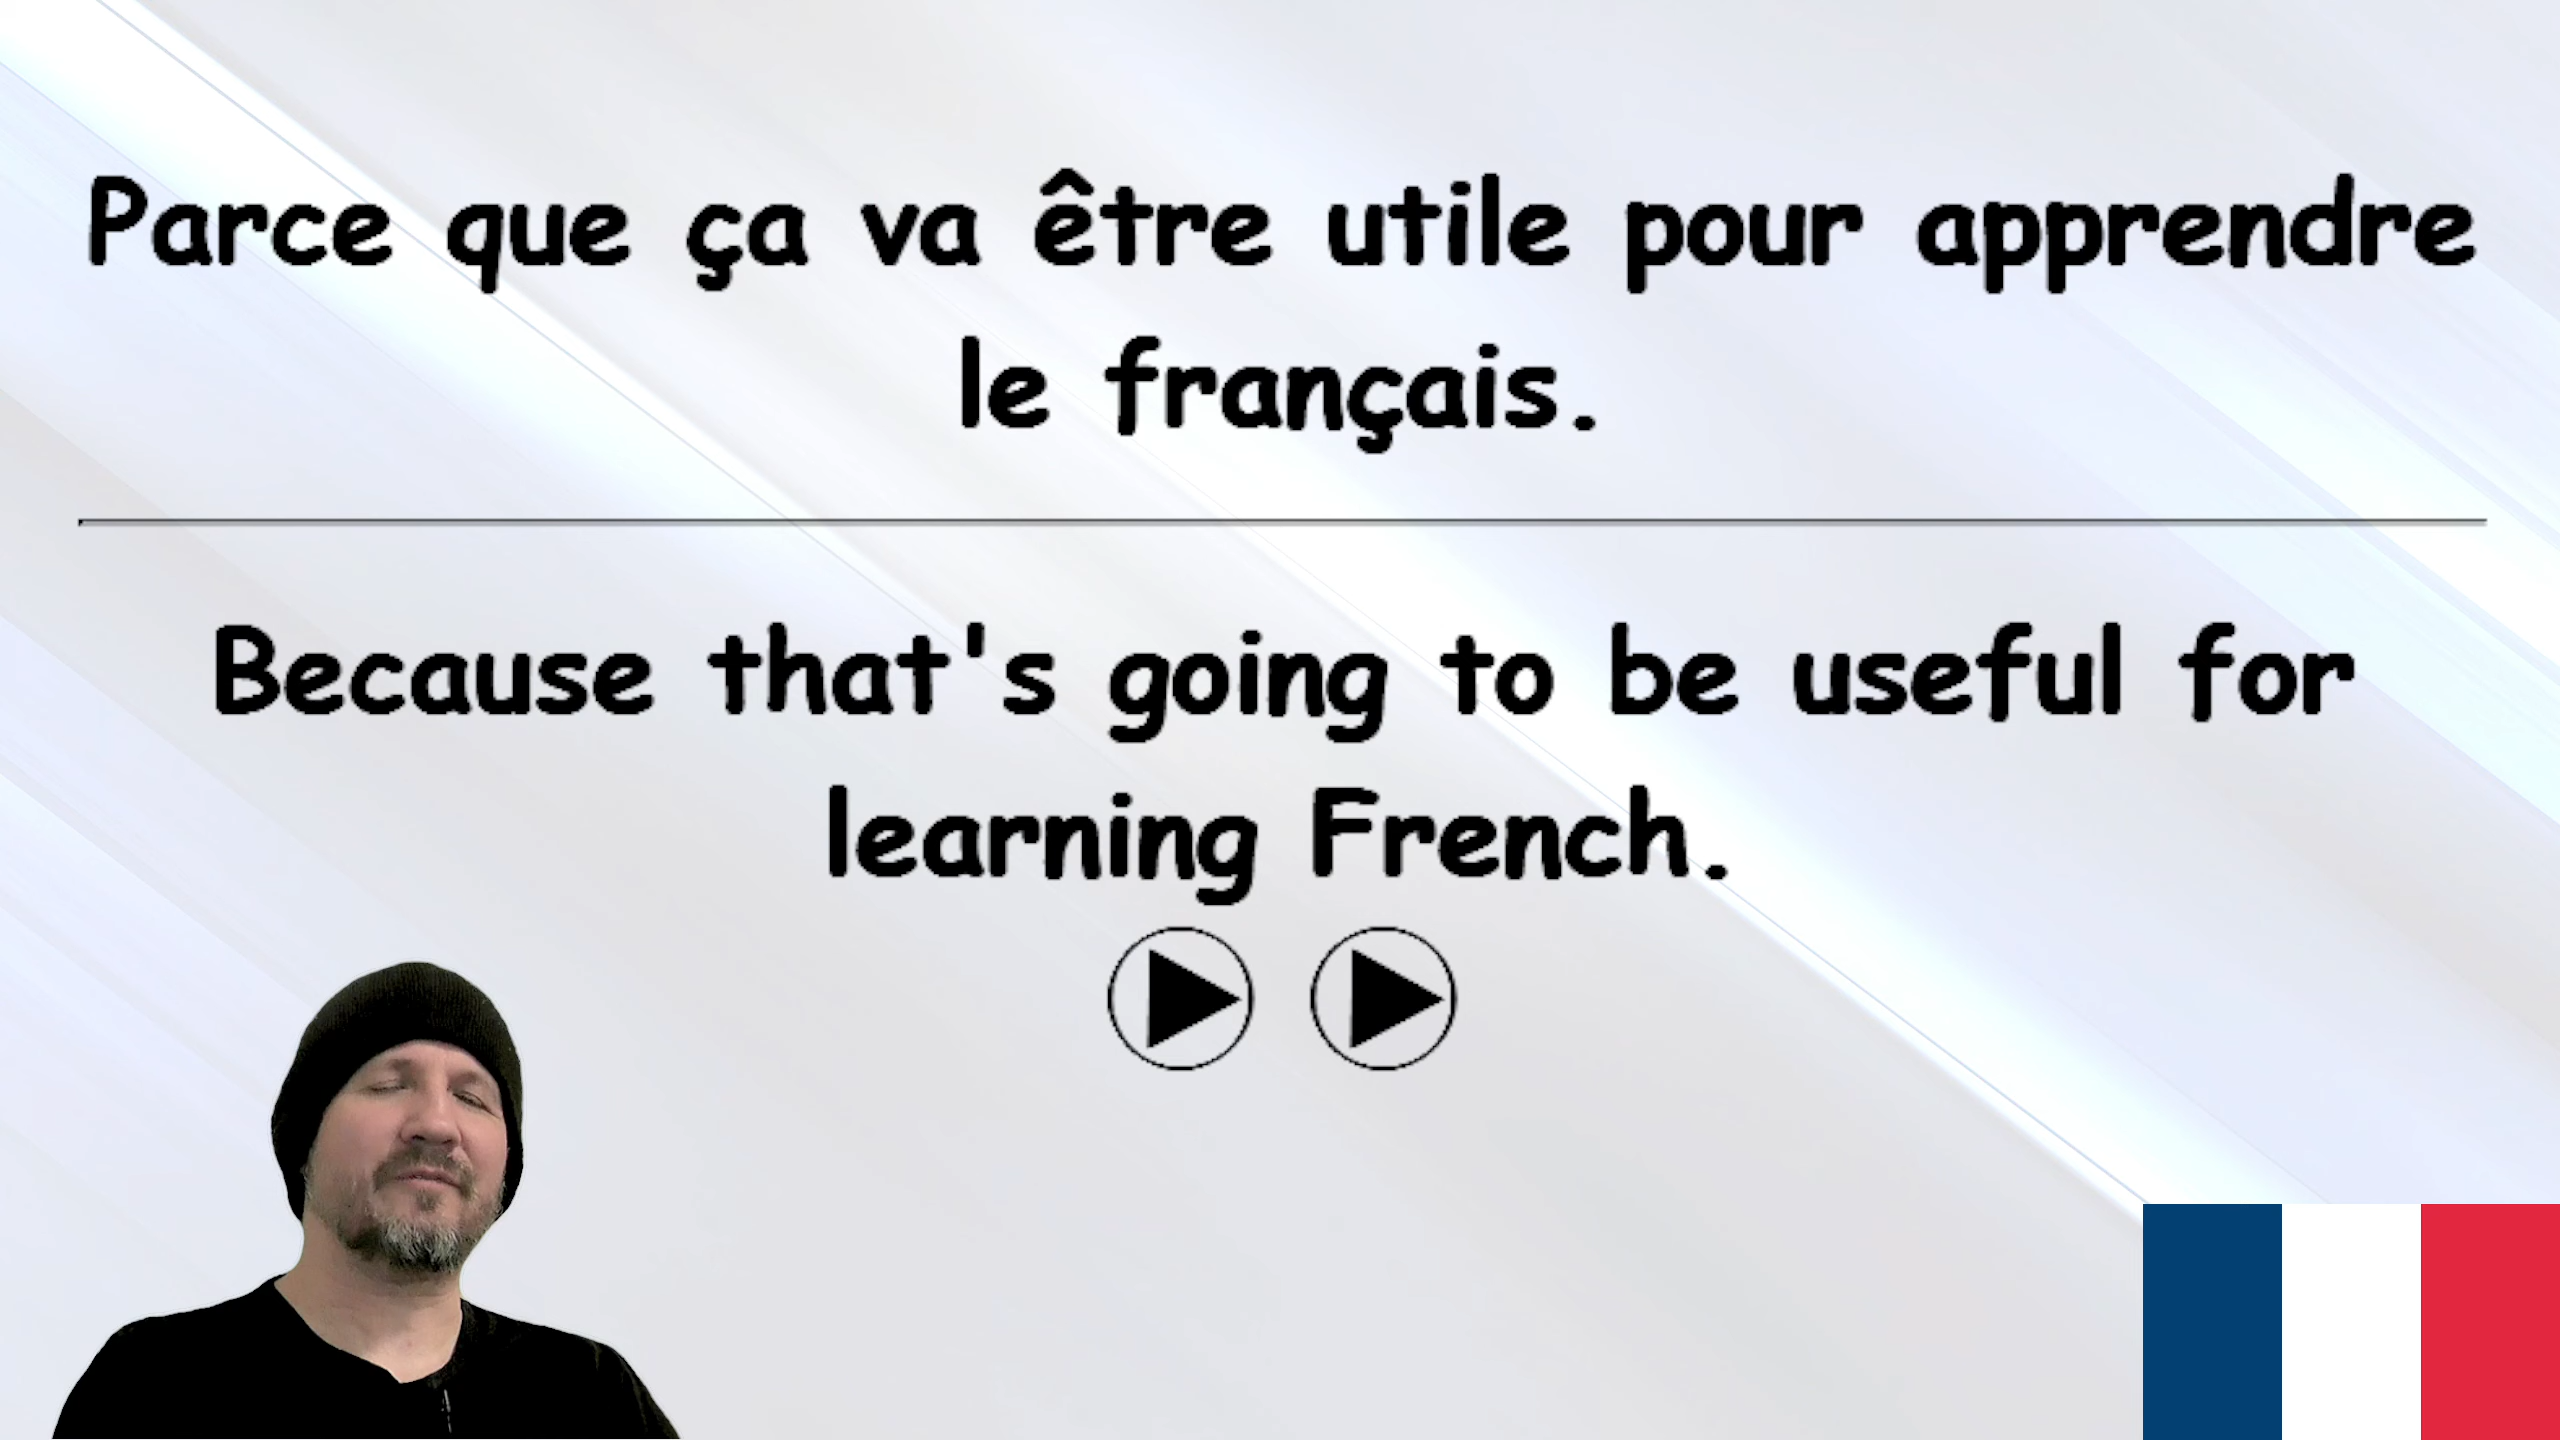 Parce que ça va être utile pour apprendre
le français.
Because that's going to be useful for
learning French.